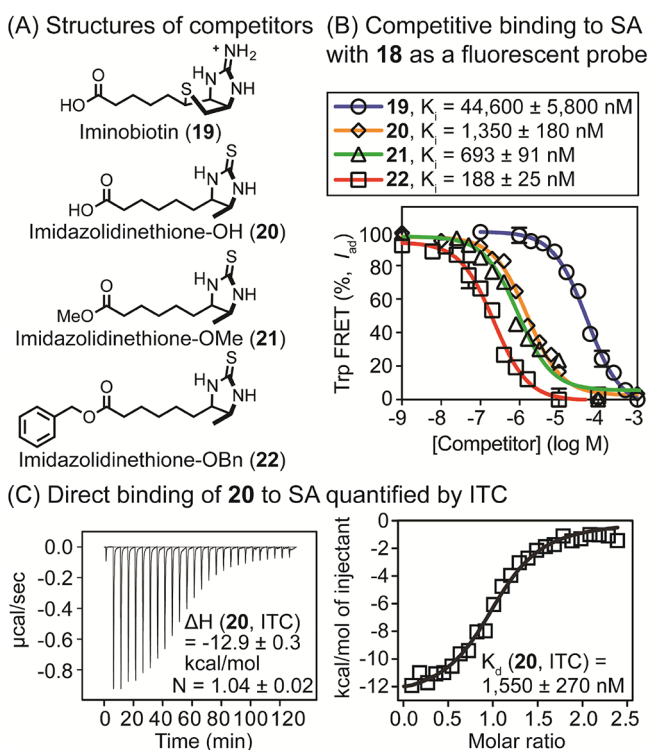 (A) Structures of competitors
+
NH₂
HN
NH
S
O
HO
Iminobiotin (19)
S
HN
NH
O
HO
Imidazolidinethione-OH (20)
S
HN
NH
O
MeO
Imidazolidinethione-OMe (21)
S
HN
NH
O
O
Imidazolidinethione-OBn (22)
(B) Competitive binding to SA
with 18 as a fluorescent probe
19, Kᵢ = 44,600 ± 5,800 nM
20, Kᵢ = 1,350 ± 180 nM
21, Kᵢ = 693 ± 91 nM
22, Kᵢ = 188 ± 25 nM
Trp FRET (%, I_ad)
100
80
60
40
20
0
-9 -8 -7 -6 -5 -4 -3
[Competitor] (log M)
(C) Direct binding of 20 to SA quantified by ITC
µcal/sec
0.0
-0.2
-0.4
-0.6
-0.8
ΔH (20, ITC)
= -12.9 ± 0.3
kcal/mol
N = 1.04 ± 0.02
0 20 40 60 80 100 120
Time (min)
kcal/mol of injectant
0
-2
-4
-6
-8
-10
-12
K_d (20, ITC) =
1,550 ± 270 nM
0.0 0.5 1.0 1.5 2.0 2.5
Molar ratio